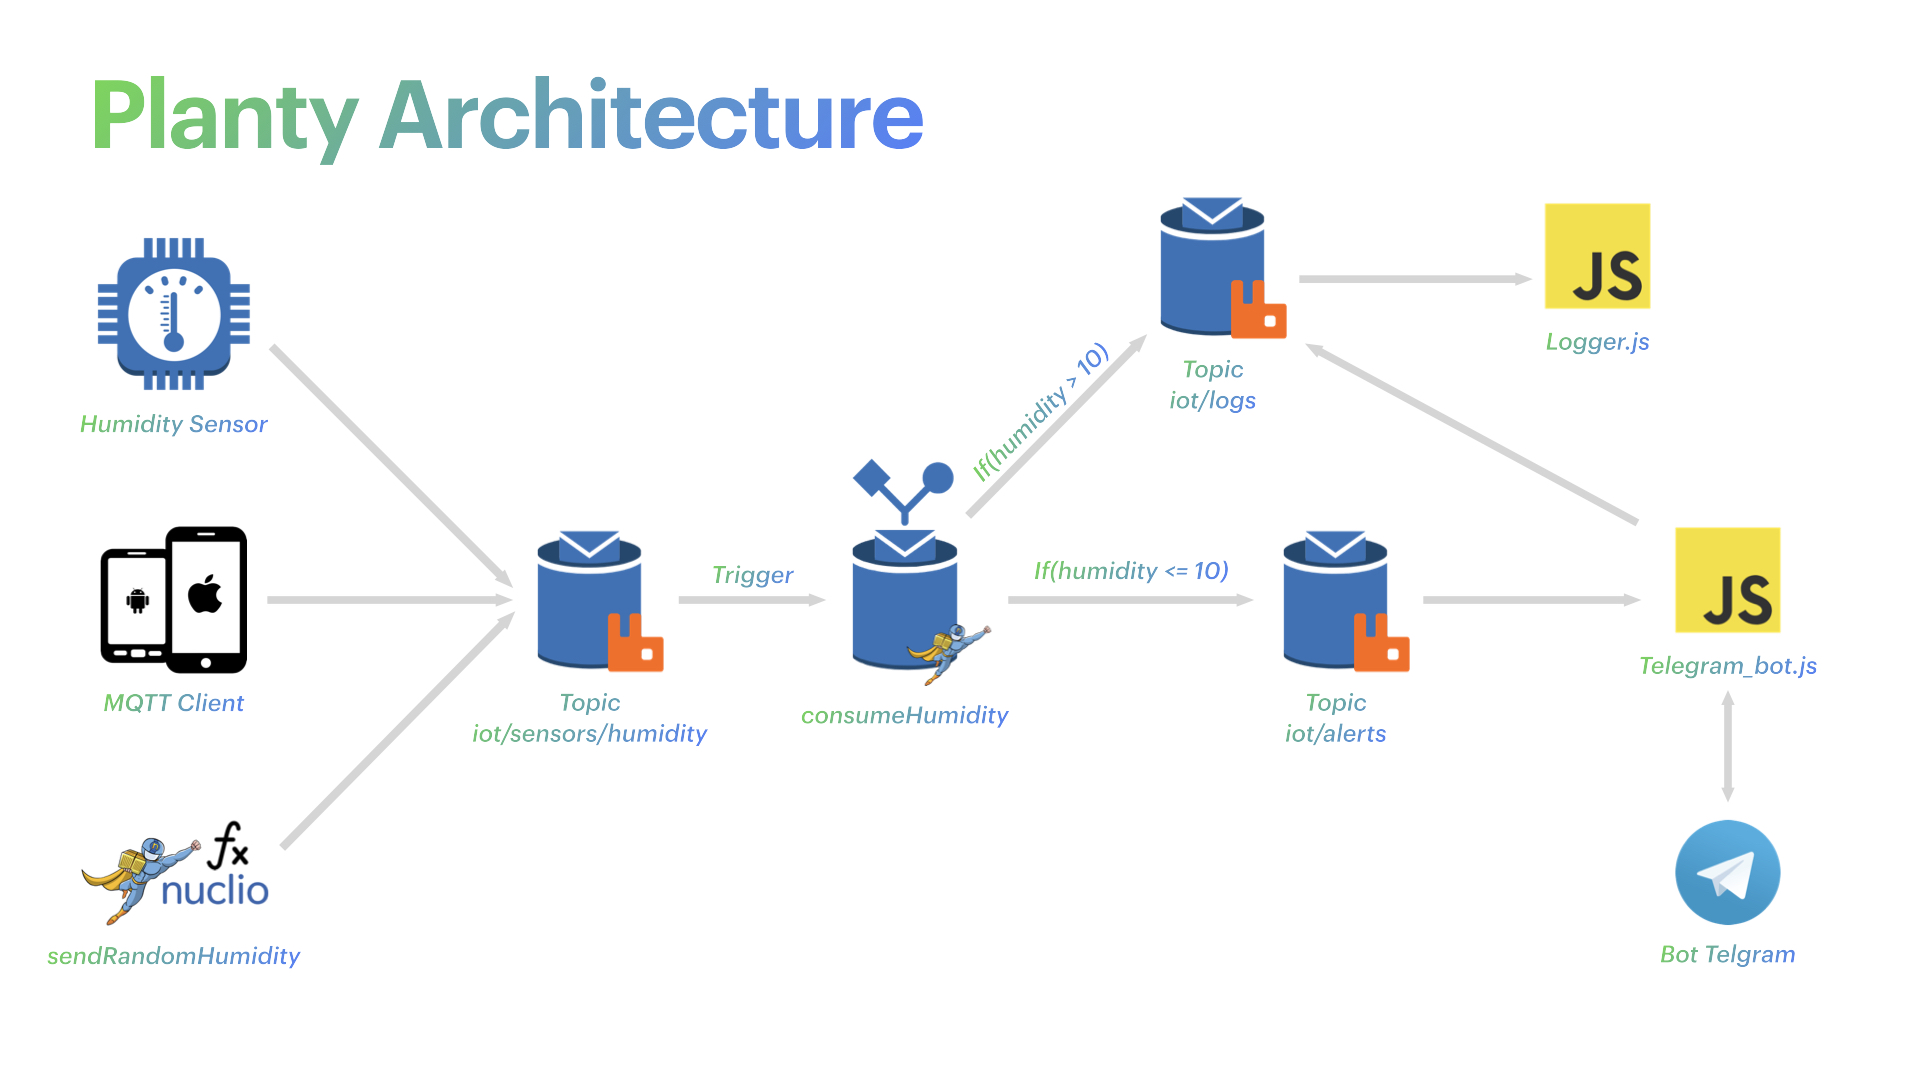 Planty Architecture
Humidity Sensor
MQTT Client
fx
nuclio
sendRandomHumidity
Topic
iot/sensors/humidity
Trigger
consumeHumidity
If(humidity > 10)
If(humidity <= 10)
Topic
iot/logs
Topic
iot/alerts
JS
Logger.js
JS
Telegram_bot.js
Bot Telgram